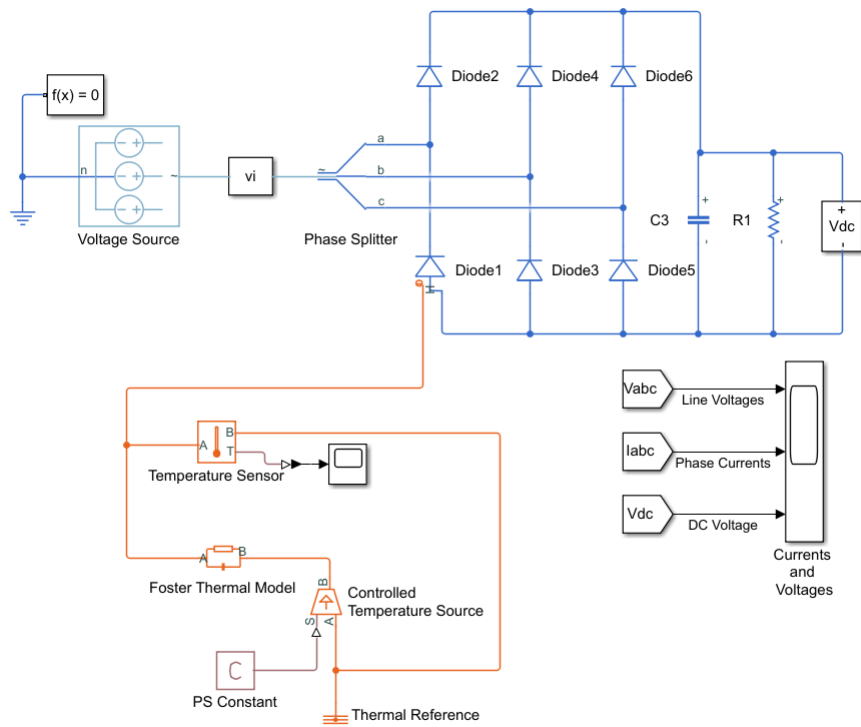 Diode2
Diode4
Diode6
f(x) = 0
a
n
~
vi
~
b
c
+
+
+
C3
R1
Vdc
-
-
-
Voltage Source
Phase Splitter
Diode1
Diode3
Diode5
H
Vabc
Line Voltages
B
A
T
Iabc
Phase Currents
Temperature Sensor
Vdc
DC Voltage
A
B
Currents
and
Voltages
Foster Thermal Model
B
Controlled
Temperature Source
S
A
C
PS Constant
Thermal Reference